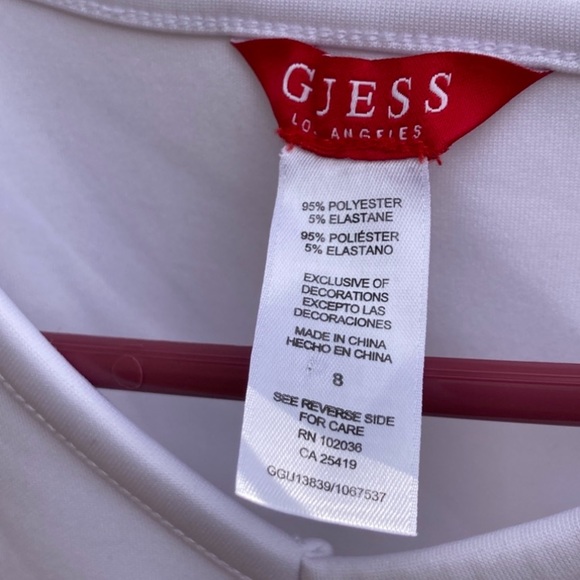 GUESS
LOS ANGELES
95% POLYESTER
5% ELASTANE
95% POLIÉSTER
5% ELASTANO
EXCLUSIVE OF
DECORATIONS
EXCEPTO LAS
DECORACIONES
MADE IN CHINA
HECHO EN CHINA
8
SEE REVERSE SIDE
FOR CARE
RN 102036
CA 25419
GGU13839/1067537